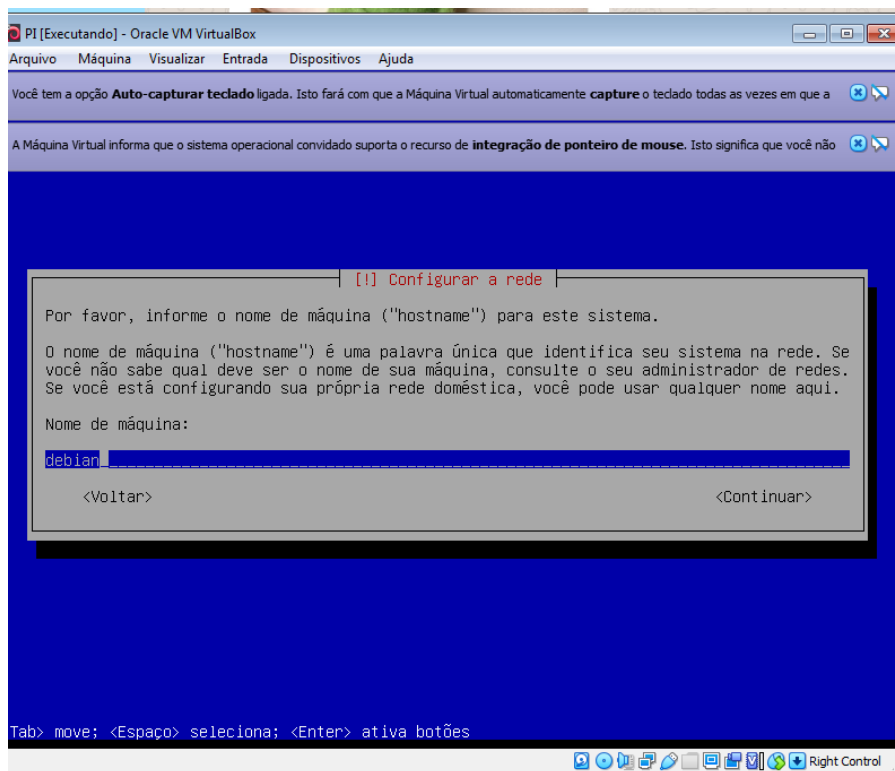 PI [Executando] - Oracle VM VirtualBox
Arquivo Máquina Visualizar Entrada Dispositivos Ajuda
Você tem a opção Auto-capturar teclado ligada. Isto fará com que a Máquina Virtual automaticamente capture o teclado todas as vezes em que a
A Máquina Virtual informa que o sistema operacional convidado suporta o recurso de integração de ponteiro de mouse. Isto significa que você não
[!] Configurar a rede
Por favor, informe o nome de máquina ("hostname") para este sistema.
O nome de máquina ("hostname") é uma palavra única que identifica seu sistema na rede. Se
você não sabe qual deve ser o nome de sua máquina, consulte o seu administrador de redes.
Se você está configurando sua própria rede doméstica, você pode usar qualquer nome aqui.
Nome de máquina:
debian
<Voltar> <Continuar>
Tab> move; <Espaço> seleciona; <Enter> ativa botões
Right Control